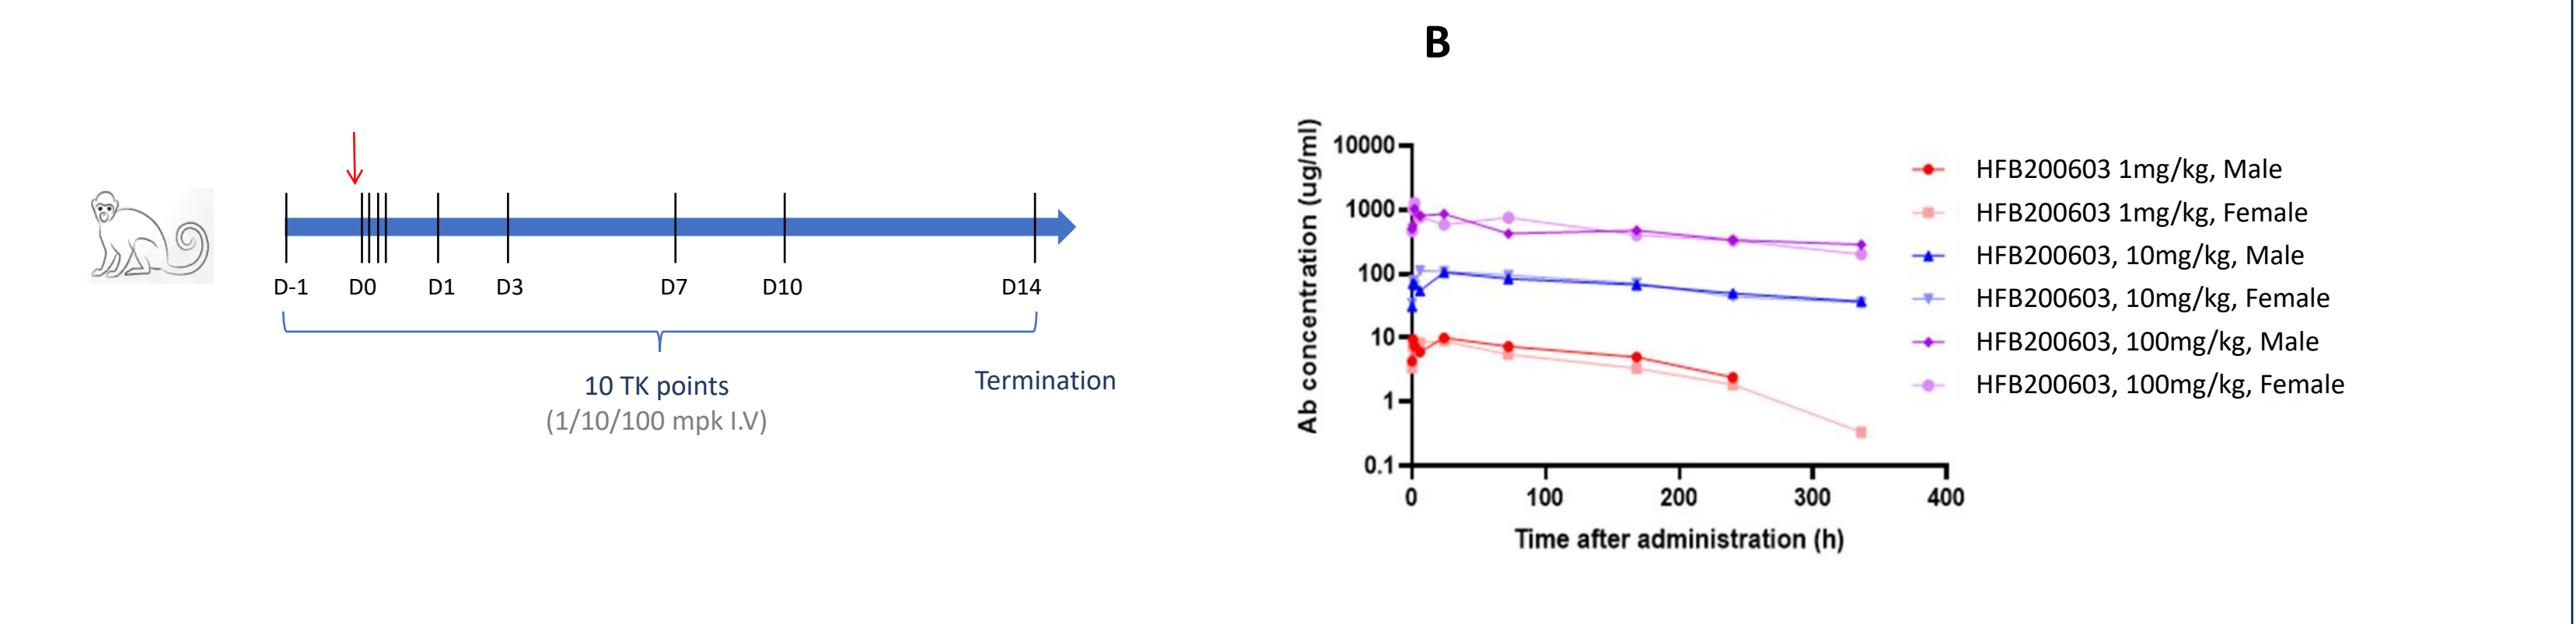 D-1 D0 D1 D3 D7 D10 D14
10 TK points
(1/10/100 mpk I.V)
Termination
B
Ab concentration (ug/ml)
10000
1000
100
10
1
0.1
0 100 200 300 400
Time after administration (h)
HFB200603 1mg/kg, Male
HFB200603 1mg/kg, Female
HFB200603, 10mg/kg, Male
HFB200603, 10mg/kg, Female
HFB200603, 100mg/kg, Male
HFB200603, 100mg/kg, Female